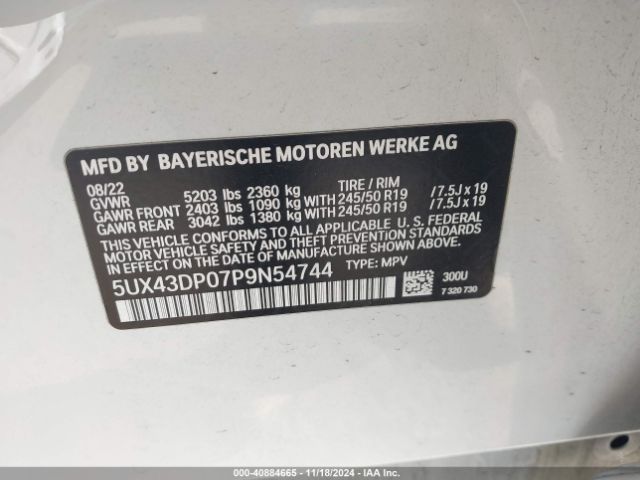 MFD BY BAYERISCHE MOTOREN WERKE AG
08/22
GVWR 5203 lbs 2360 kg TIRE / RIM
GAWR FRONT 2403 lbs 1090 kg WITH 245/50 R19 /7.5J x 19
GAWR REAR 3042 lbs 1380 kg WITH 245/50 R19 /7.5J x 19
THIS VEHICLE CONFORMS TO ALL APPLICABLE U. S. FEDERAL
MOTOR VEHICLE SAFETY AND THEFT PREVENTION STANDARDS
IN EFFECT ON THE DATE OF MANUFACTURE SHOWN ABOVE.
5UX43DP07P9N54744 TYPE: MPV
300U
7 320 730
000-40884665 - 11/18/2024 - IAA Inc.